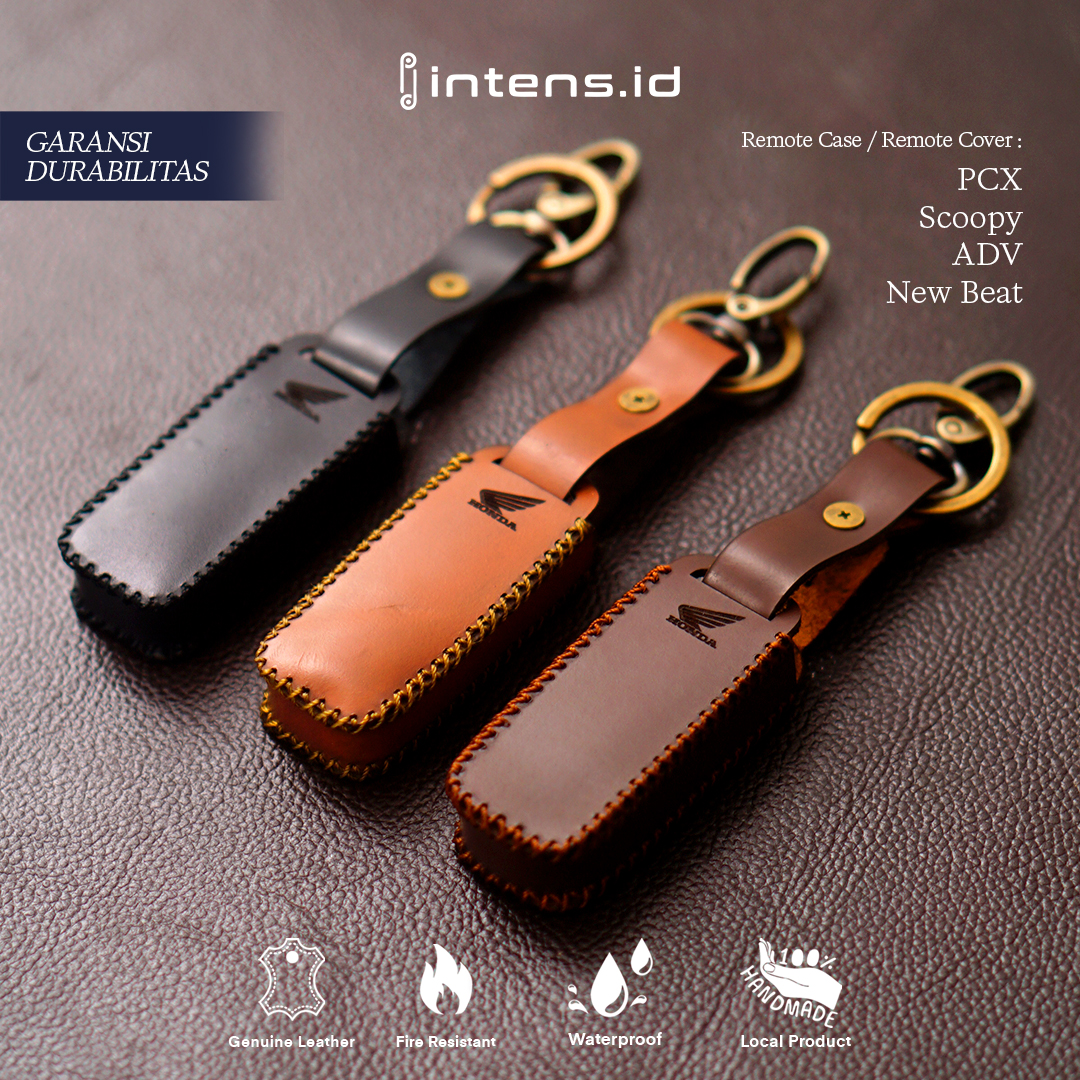 intens.id
GARANSI
DURABILITAS
Remote Case / Remote Cover :
PCX
Scoopy
ADV
New Beat
HONDA
HONDA
100%
HANDMADE
Genuine Leather
Fire Resistant
Waterproof
Local Product